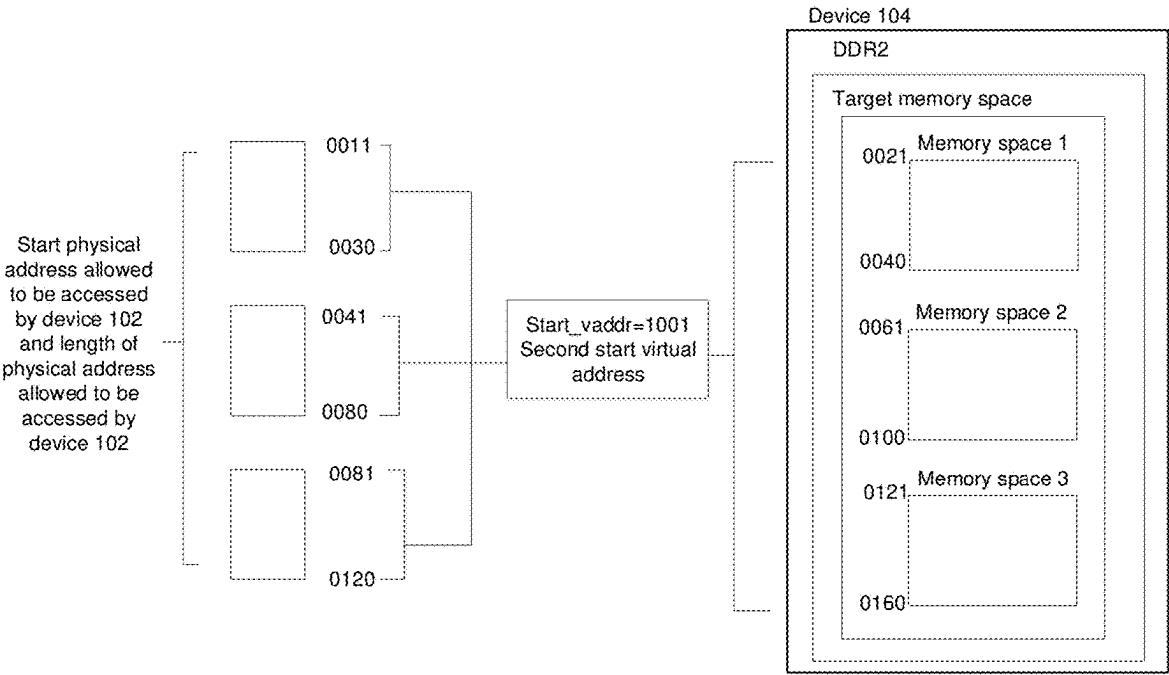 Device 104
DDR2
Target memory space
Start physical
address allowed
to be accessed
by device 102
and length of
physical address
allowed to be
accessed by
device 102
0011
0030
0041
0080
0081
0120
Start_vaddr=1001
Second start virtual
address
Memory space 1
0021
0040
Memory space 2
0061
0100
Memory space 3
0121
0160